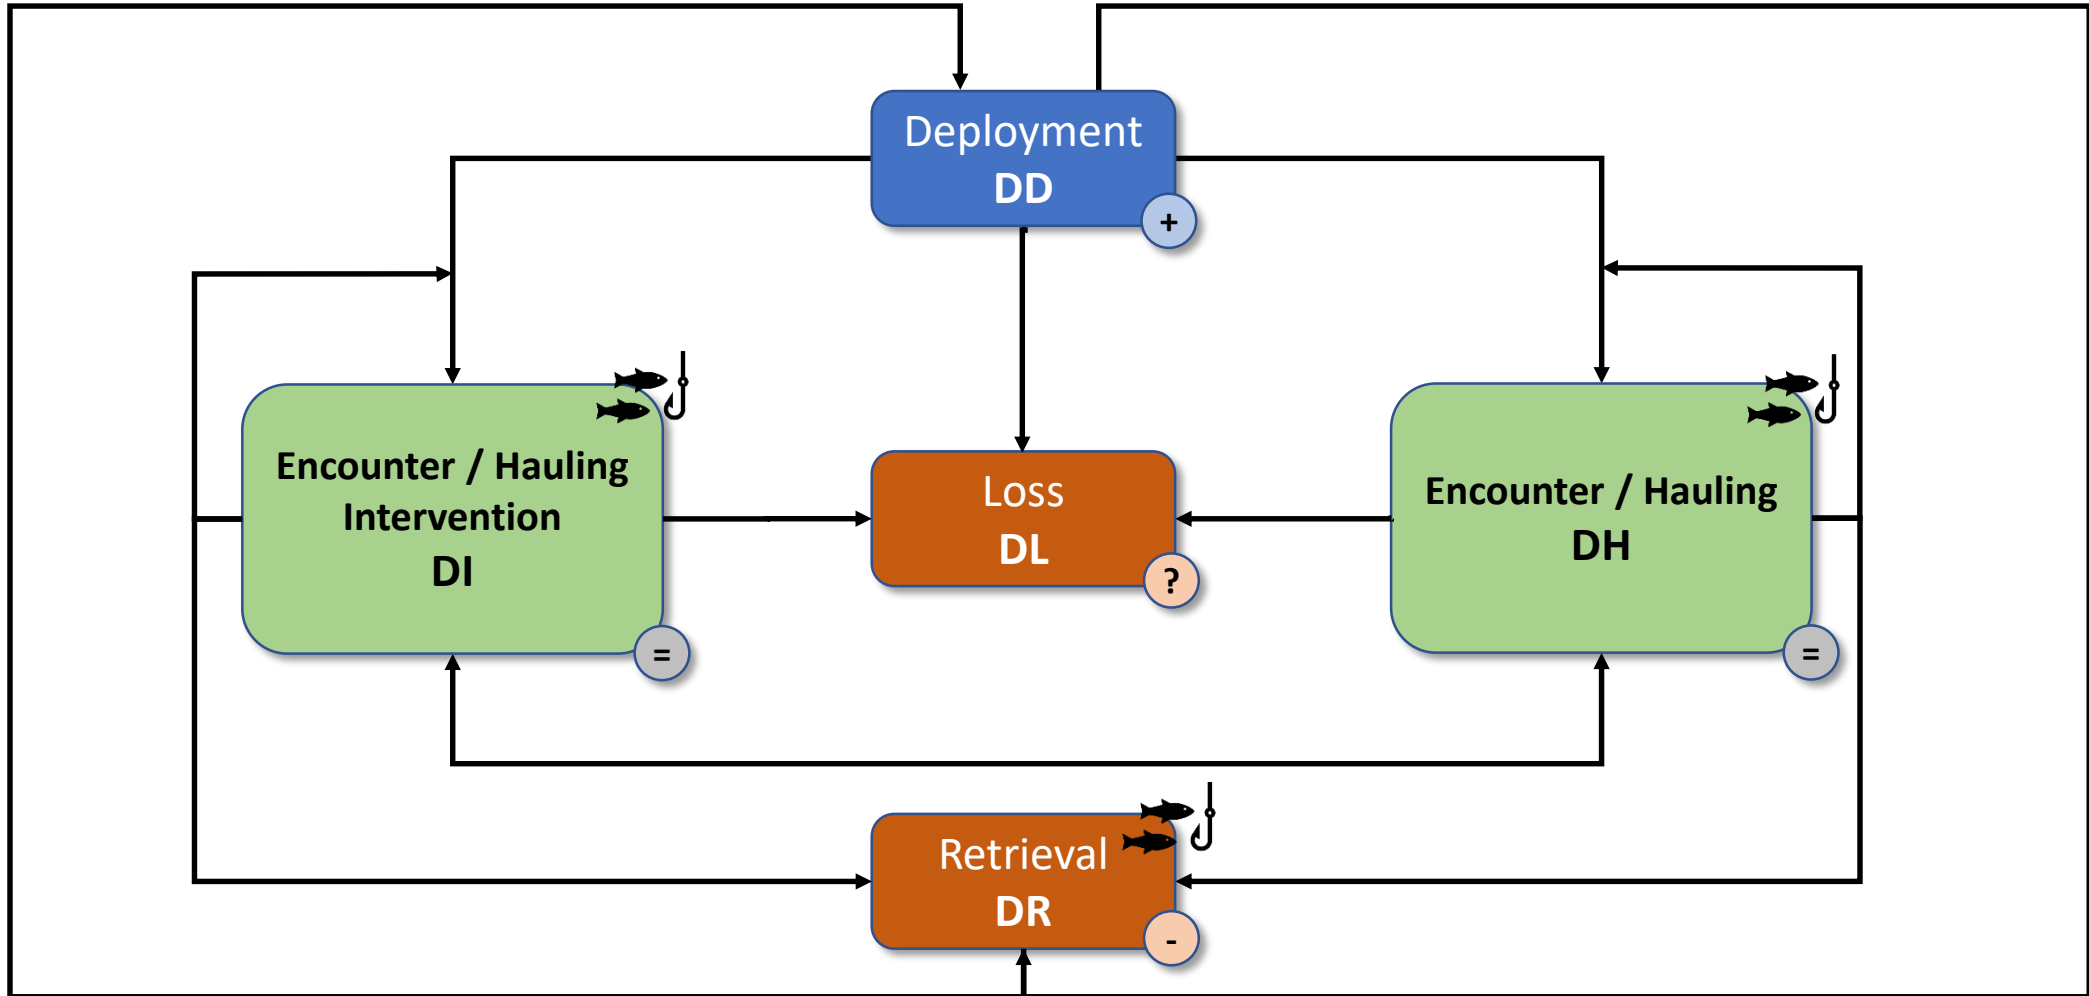 Deployment
DD
+
Encounter / Hauling
Intervention
DI
=
Loss
DL
?
Encounter / Hauling
DH
=
Retrieval
DR
-